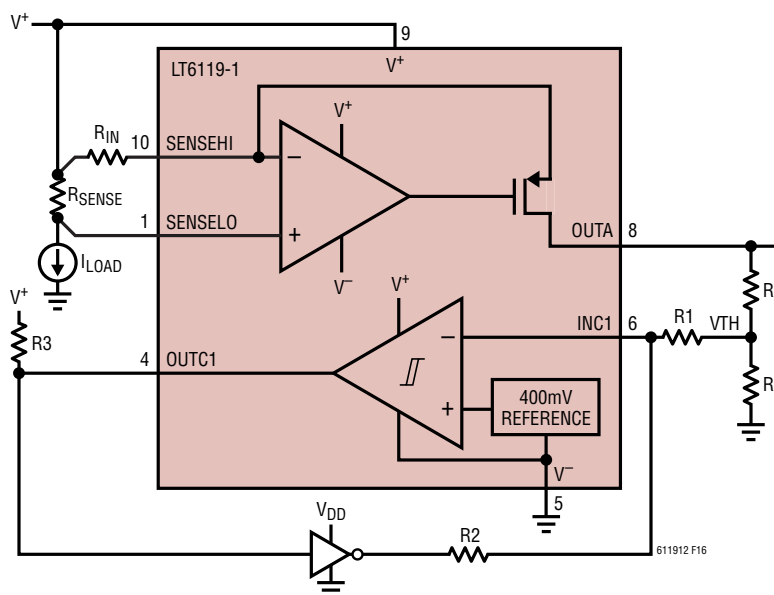 V+
9
V+
LT6119-1
V+
RIN
10
SENSEHI
−
RSENSE
1
SENSELO
+
OUTA
8
ILOAD
V−
V+
V+
R
R3
INC1
6
R1
VTH
−
4
OUTC1
400mV
REFERENCE
+
R
V−
5
VDD
R2
611912 F16